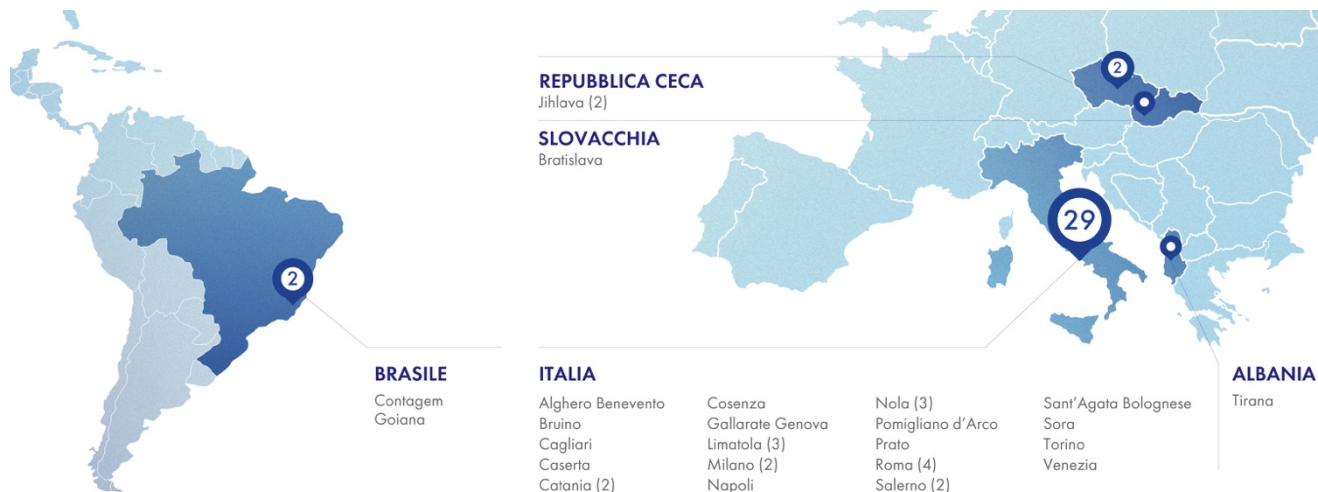 2
REPUBBLICA CECA
Jihlava (2)
SLOVACCHIA
Bratislava
29
2
BRASILE
Contagem
Goiana
ITALIA
Alghero Benevento
Bruino
Cagliari
Caserta
Catania (2)
Cosenza
Gallarate Genova
Limatola (3)
Milano (2)
Napoli
Nola (3)
Pomigliano d’Arco
Prato
Roma (4)
Salerno (2)
Sant’Agata Bolognese
Sora
Torino
Venezia
ALBANIA
Tirana